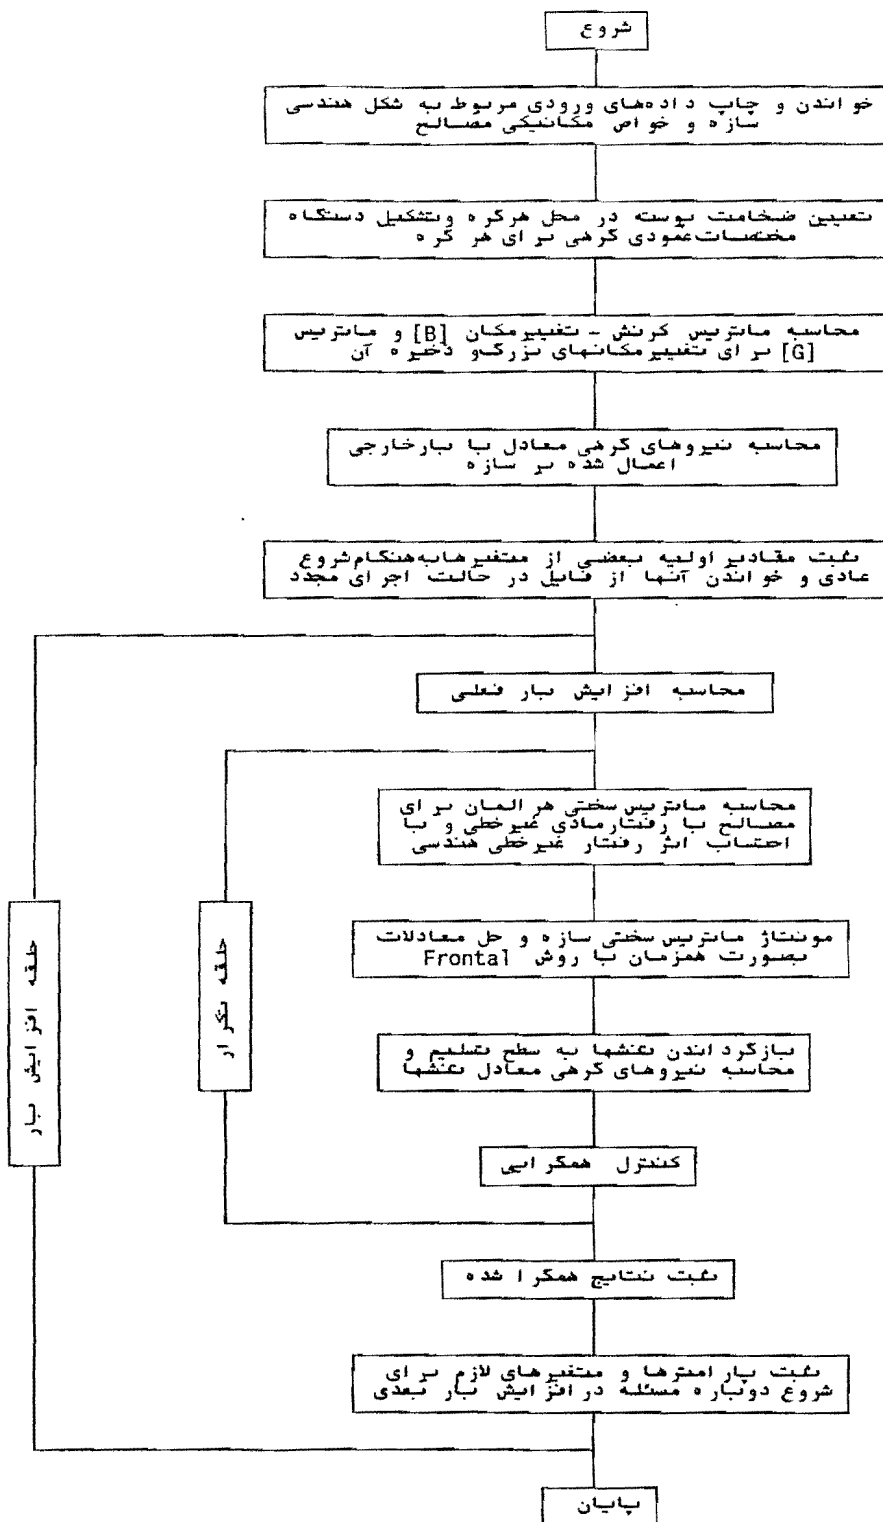 شروع
خواندن و چاپ داده‌های ورودی مربوط به شکل هندسی
سازه و خواص مکانیکی مصالح
تعیین ضخامت پوسته در محل هرگره وتشکیل دستگاه
مختصات عمودی گرهی برای هر گره
محاسبه ماتریس کرنش - تغییرمکان [B] و ماتریس
[G] برای تغییرمکانهای بزرگ و ذخیره آن
محاسبه نیروهای گرهی معادل با بارخارجی
اعمال شده بر سازه
ثبت مقادیر اولیه بعضی از متغیرهابه‌هنگام شروع
عادی و خواندن آنها از فایل در حالت اجرای مجدد
محاسبه افزایش بار فعلی
محاسبه ماتریس سختی هر المان برای
مصالح با رفتارمادی غیرخطی و با
احتساب اثر رفتار غیرخطی هندسی
مونتاژ ماتریس سختی سازه و حل معادلات
بصورت همزمان با روش Frontal
بازگرداندن تنشها به سطح تسلیم و
محاسبه نیروهای گرهی معادل تنشها
کنترل همگرایی
حلقه تکرار
ثبت نتایج همگرا شده
ثبت پارامترها و متغیرهای لازم برای
شروع دوباره مسئله در افزایش بار بعدی
حلقه افزایش بار
پایان